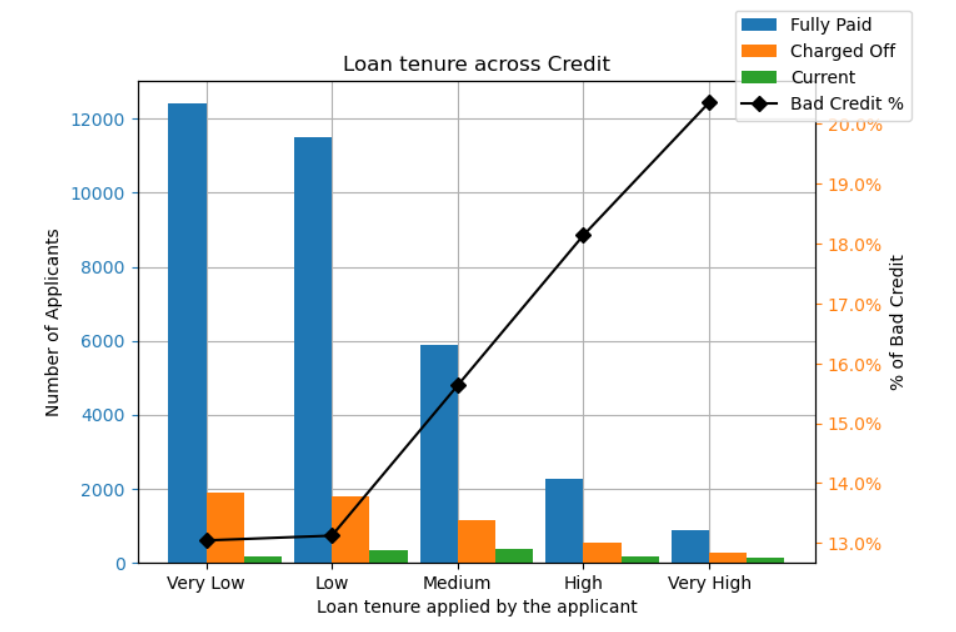 Fully Paid
Charged Off
Current
Bad Credit %
Loan tenure across Credit
12000
10000
8000
6000
4000
2000
0
Number of Applicants
20.0%
19.0%
18.0%
17.0%
16.0%
15.0%
14.0%
13.0%
% of Bad Credit
Very Low Low Medium High Very High
Loan tenure applied by the applicant